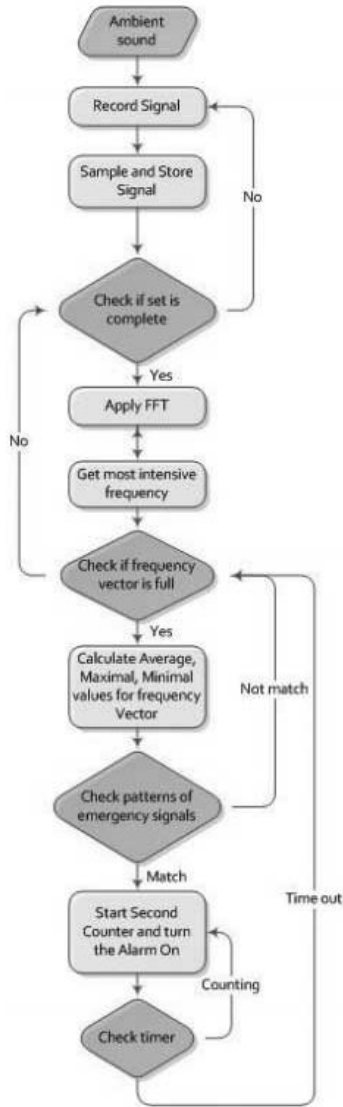 Ambient
sound
Record Signal
Sample and Store
Signal
No
Check if set is
complete
Yes
Apply FFT
No
Get most intensive
frequency
Check if frequency
vector is full
Yes
Calculate Average,
Maximal, Minimal
values for frequency
Vector
Not match
Check patterns of
emergency signals
Match
Time out
Start Second
Counter and turn
the Alarm On
Counting
Check timer